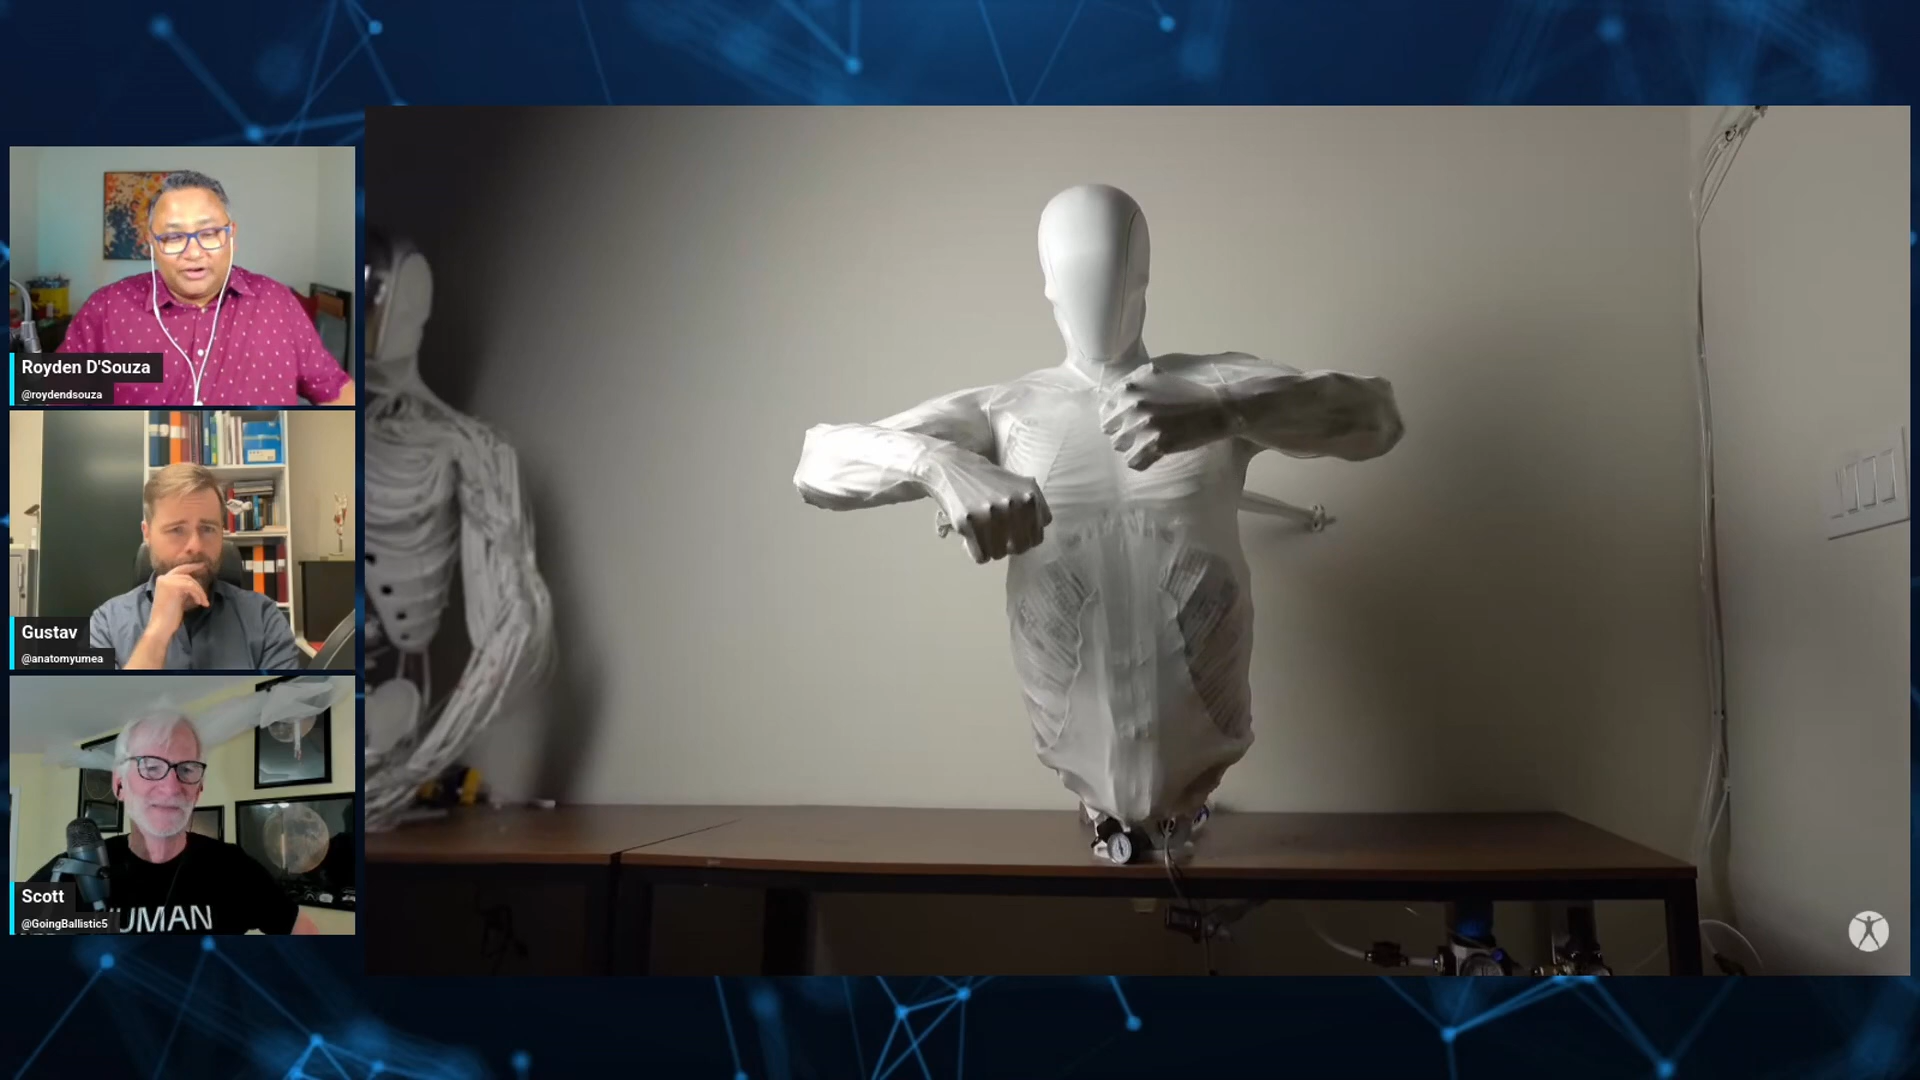 Royden D'Souza
@roydendsouza
Gustav
@anatomyumea
Scott
@GoingBallistic5
UMAN